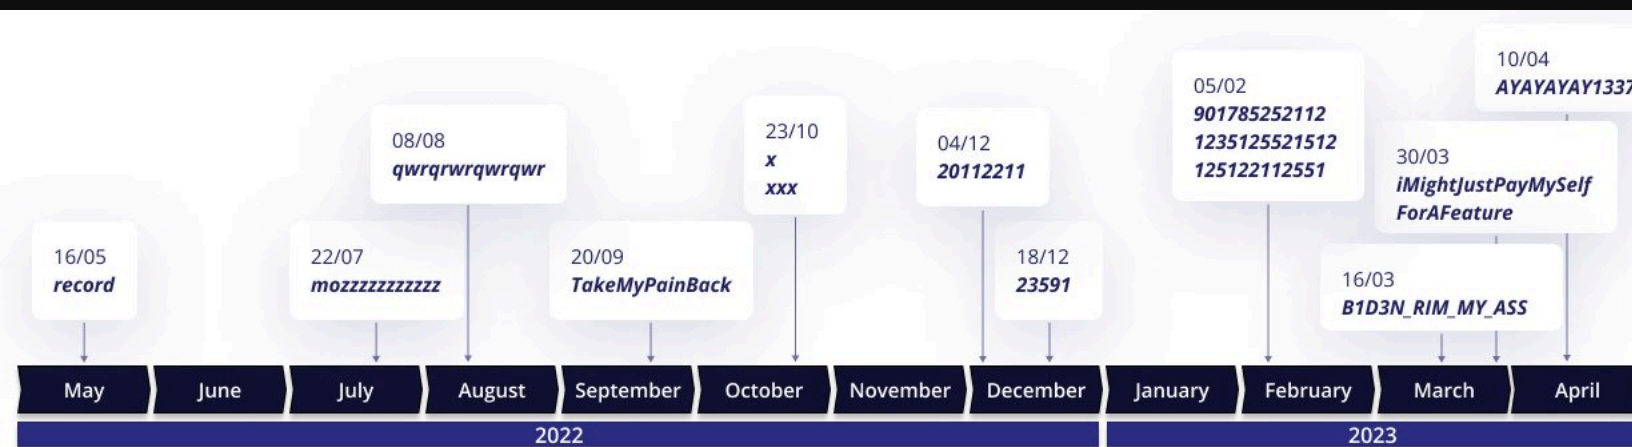 16/05
record
22/07
mozzzzzzzzzzz
08/08
qwrqrwrqwrqwr
20/09
TakeMyPainBack
23/10
x
xxx
04/12
20112211
18/12
23591
05/02
901785252112
1235125521512
125122112551
16/03
B1D3N_RIM_MY_ASS
30/03
iMightJustPayMySelf
ForAFeature
10/04
AYAYAYAY1337
May
June
July
August
September
October
November
December
January
February
March
April
2022
2023